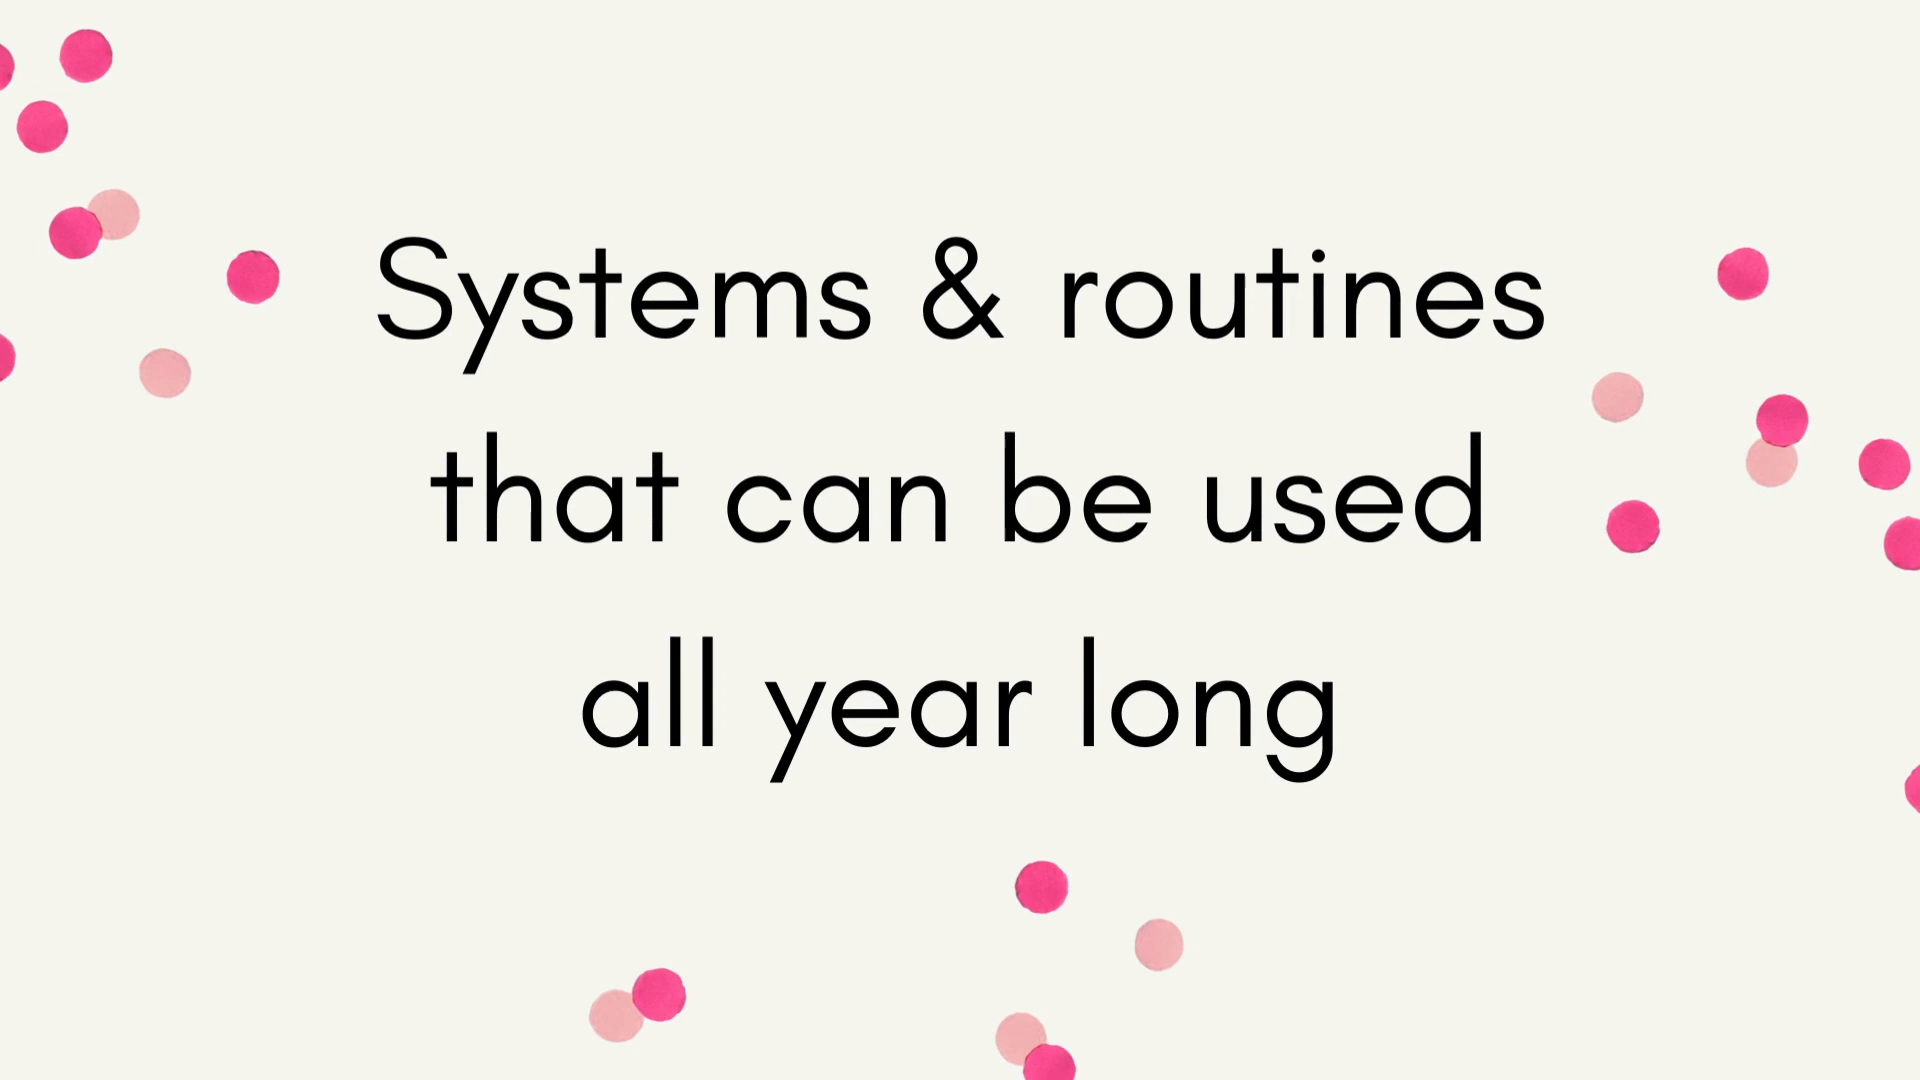 Systems & routines
that can be used
all year long